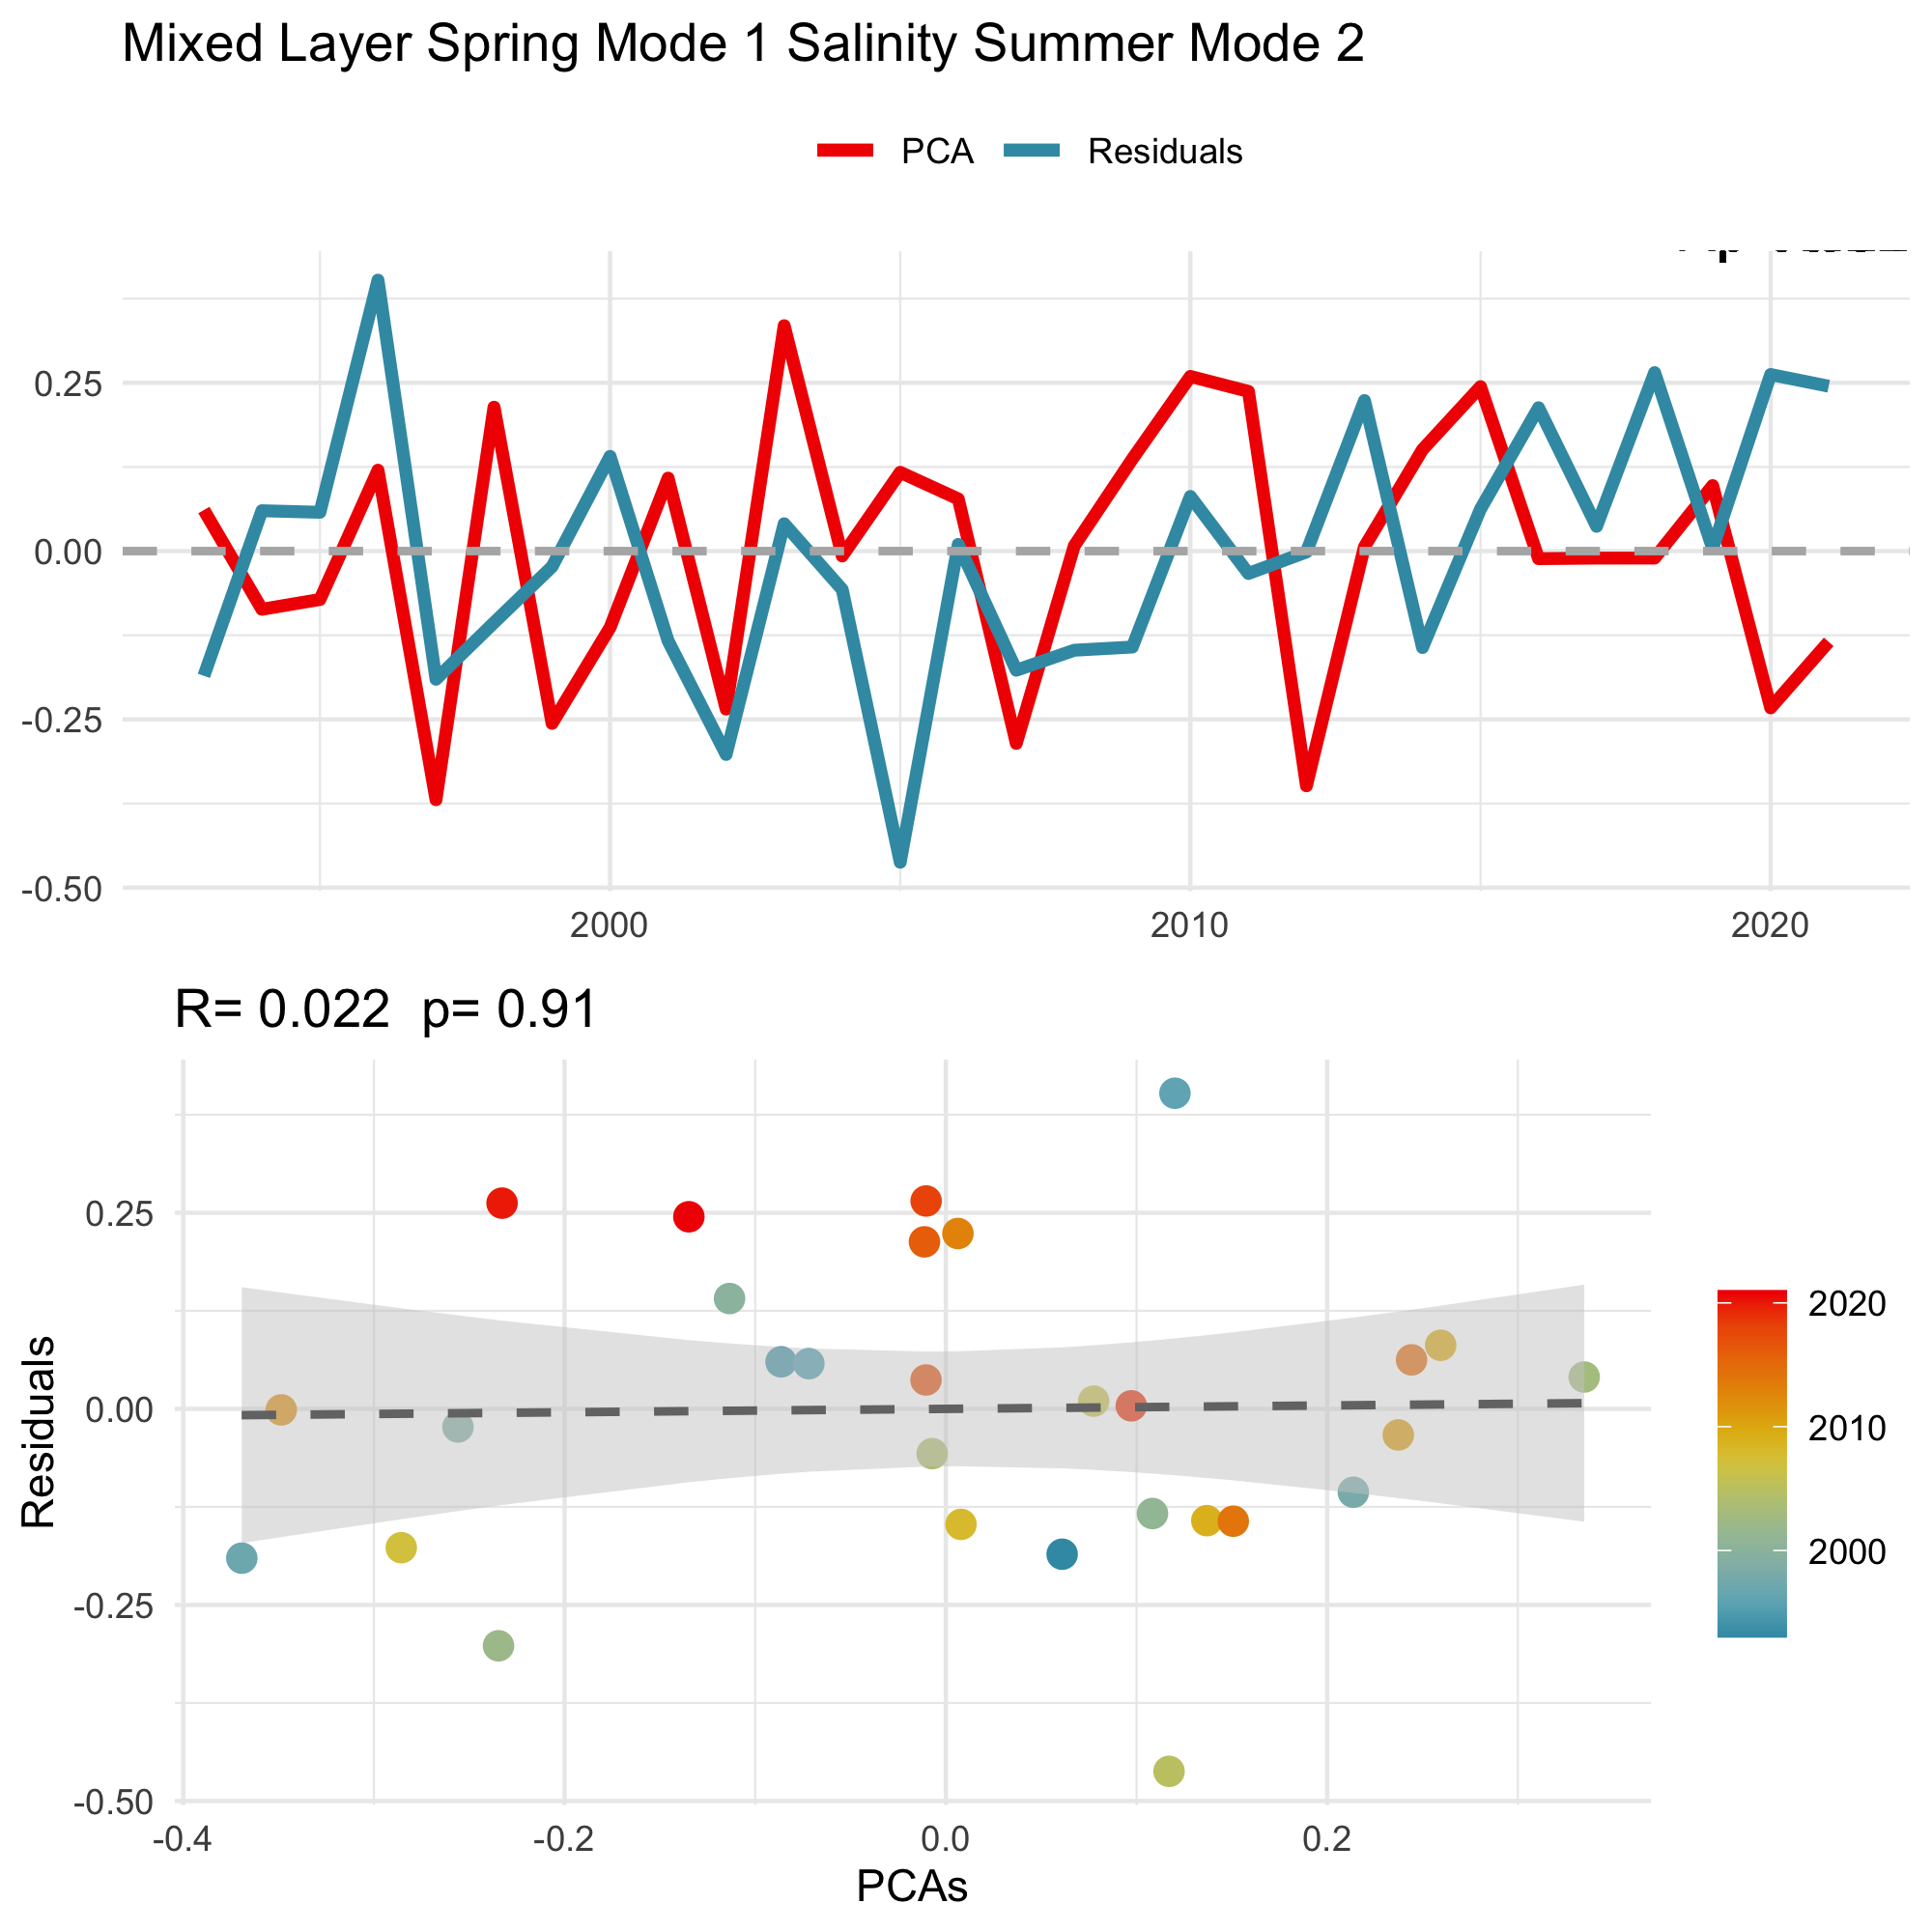 Mixed Layer Spring Mode 1 Salinity Summer Mode 2
PCA Residuals
0.25
0.00
-0.25
-0.50
2000 2010 2020
R= 0.022 p= 0.91
Residuals
0.25
0.00
-0.25
-0.50
-0.4 -0.2 0.0 0.2
PCAs
2020
2010
2000